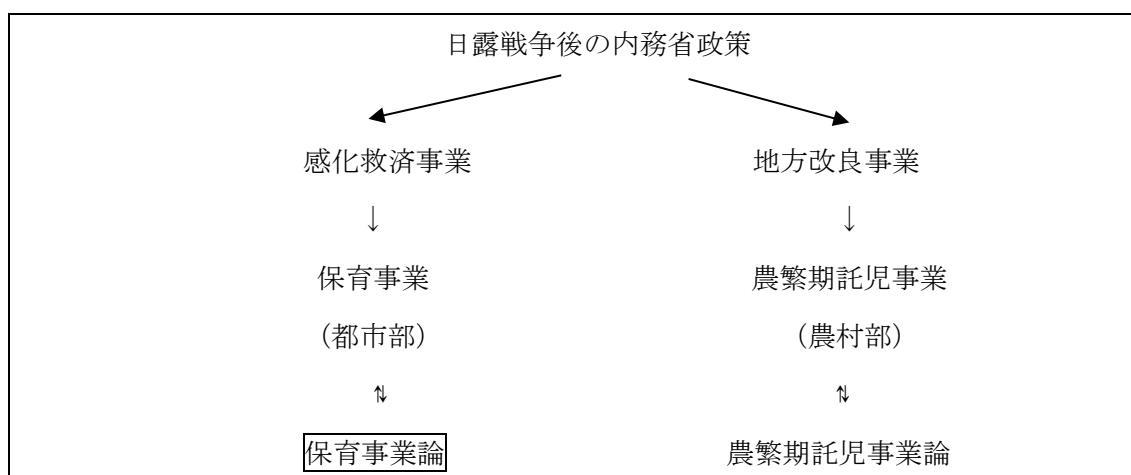 日露戦争後の内務省政策
感化救済事業 地方改良事業
↓ ↓
保育事業 農繁期託児事業
(都市部) (農村部)
⇅ ⇅
保育事業論 農繁期託児事業論